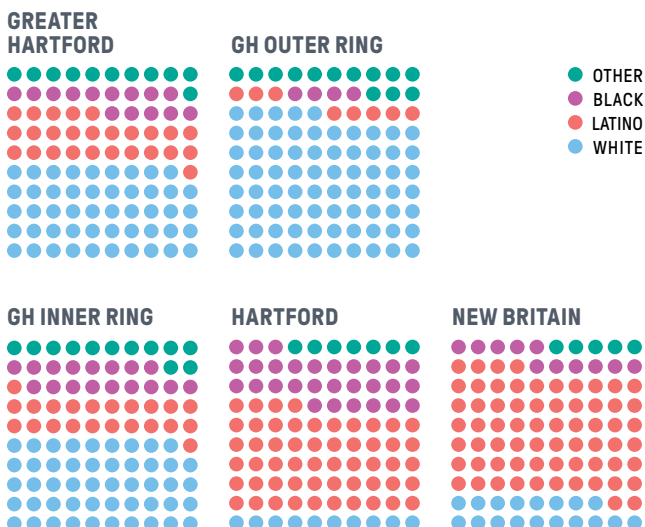 GREATER
HARTFORD
GH OUTER RING
OTHER
BLACK
LATINO
WHITE
GH INNER RING
HARTFORD
NEW BRITAIN